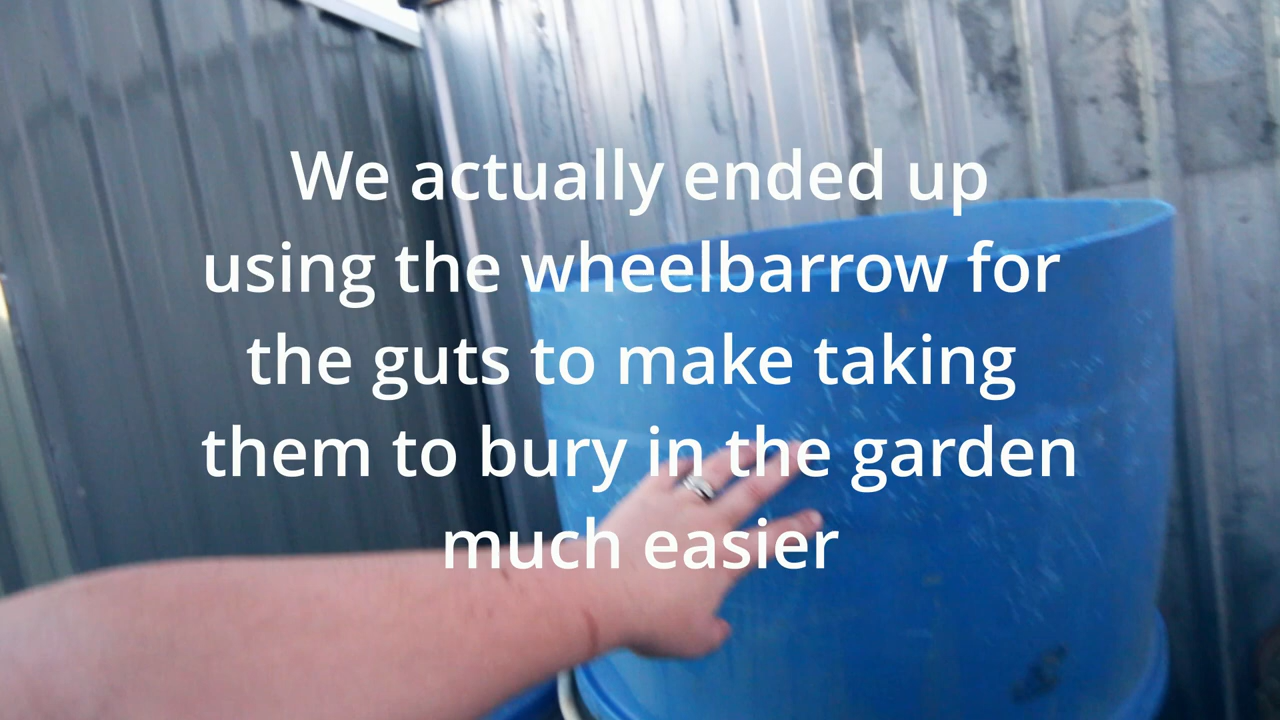 We actually ended up
using the wheelbarrow for
the guts to make taking
them to bury in the garden
much easier